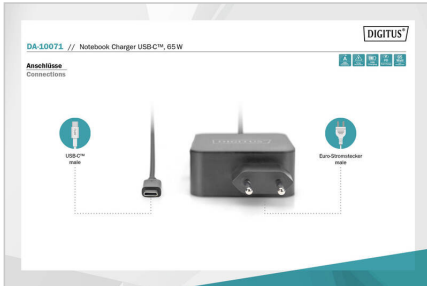 DIGITUS®
DA-10071 // Notebook Charger USB-C™, 65 W
Anschlüsse
Connections
USB-C™
male
Euro-Stromstecker
male